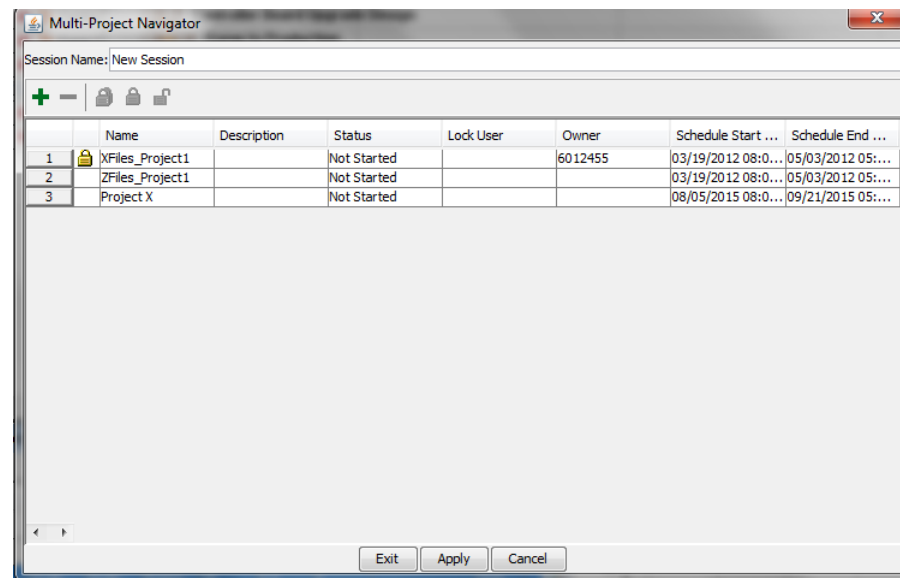 Multi-Project Navigator
Session Name: New Session
Name Description Status Lock User Owner Schedule Start ... Schedule End ...
1 XFiles_Project1 Not Started 6012455 03/19/2012 08:0... 05/03/2012 05:...
2 ZFiles_Project1 Not Started 03/19/2012 08:0... 05/03/2012 05:...
3 Project X Not Started 08/05/2015 08:0... 09/21/2015 05:...
Exit Apply Cancel